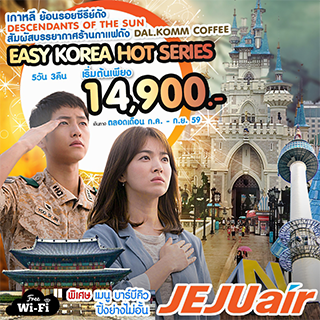 เกาหลี ย้อนรอยซีรีย์ดัง
DESCENDANTS OF THE SUN
สัมผัสบรรยากาศร้านกาแฟดัง DAL.KOMM COFFEE
EASY KOREA HOT SERIES
5วัน 3คืน
เริ่มต้นเพียง
14,900.-
เดินทาง ตลอดเดือน ก.ค. - ก.ย. 59
Free
Wi-Fi
พิเศษ เมนู บาร์บีคิว
ปิ้งย่างไม่อั้น
JEJUair